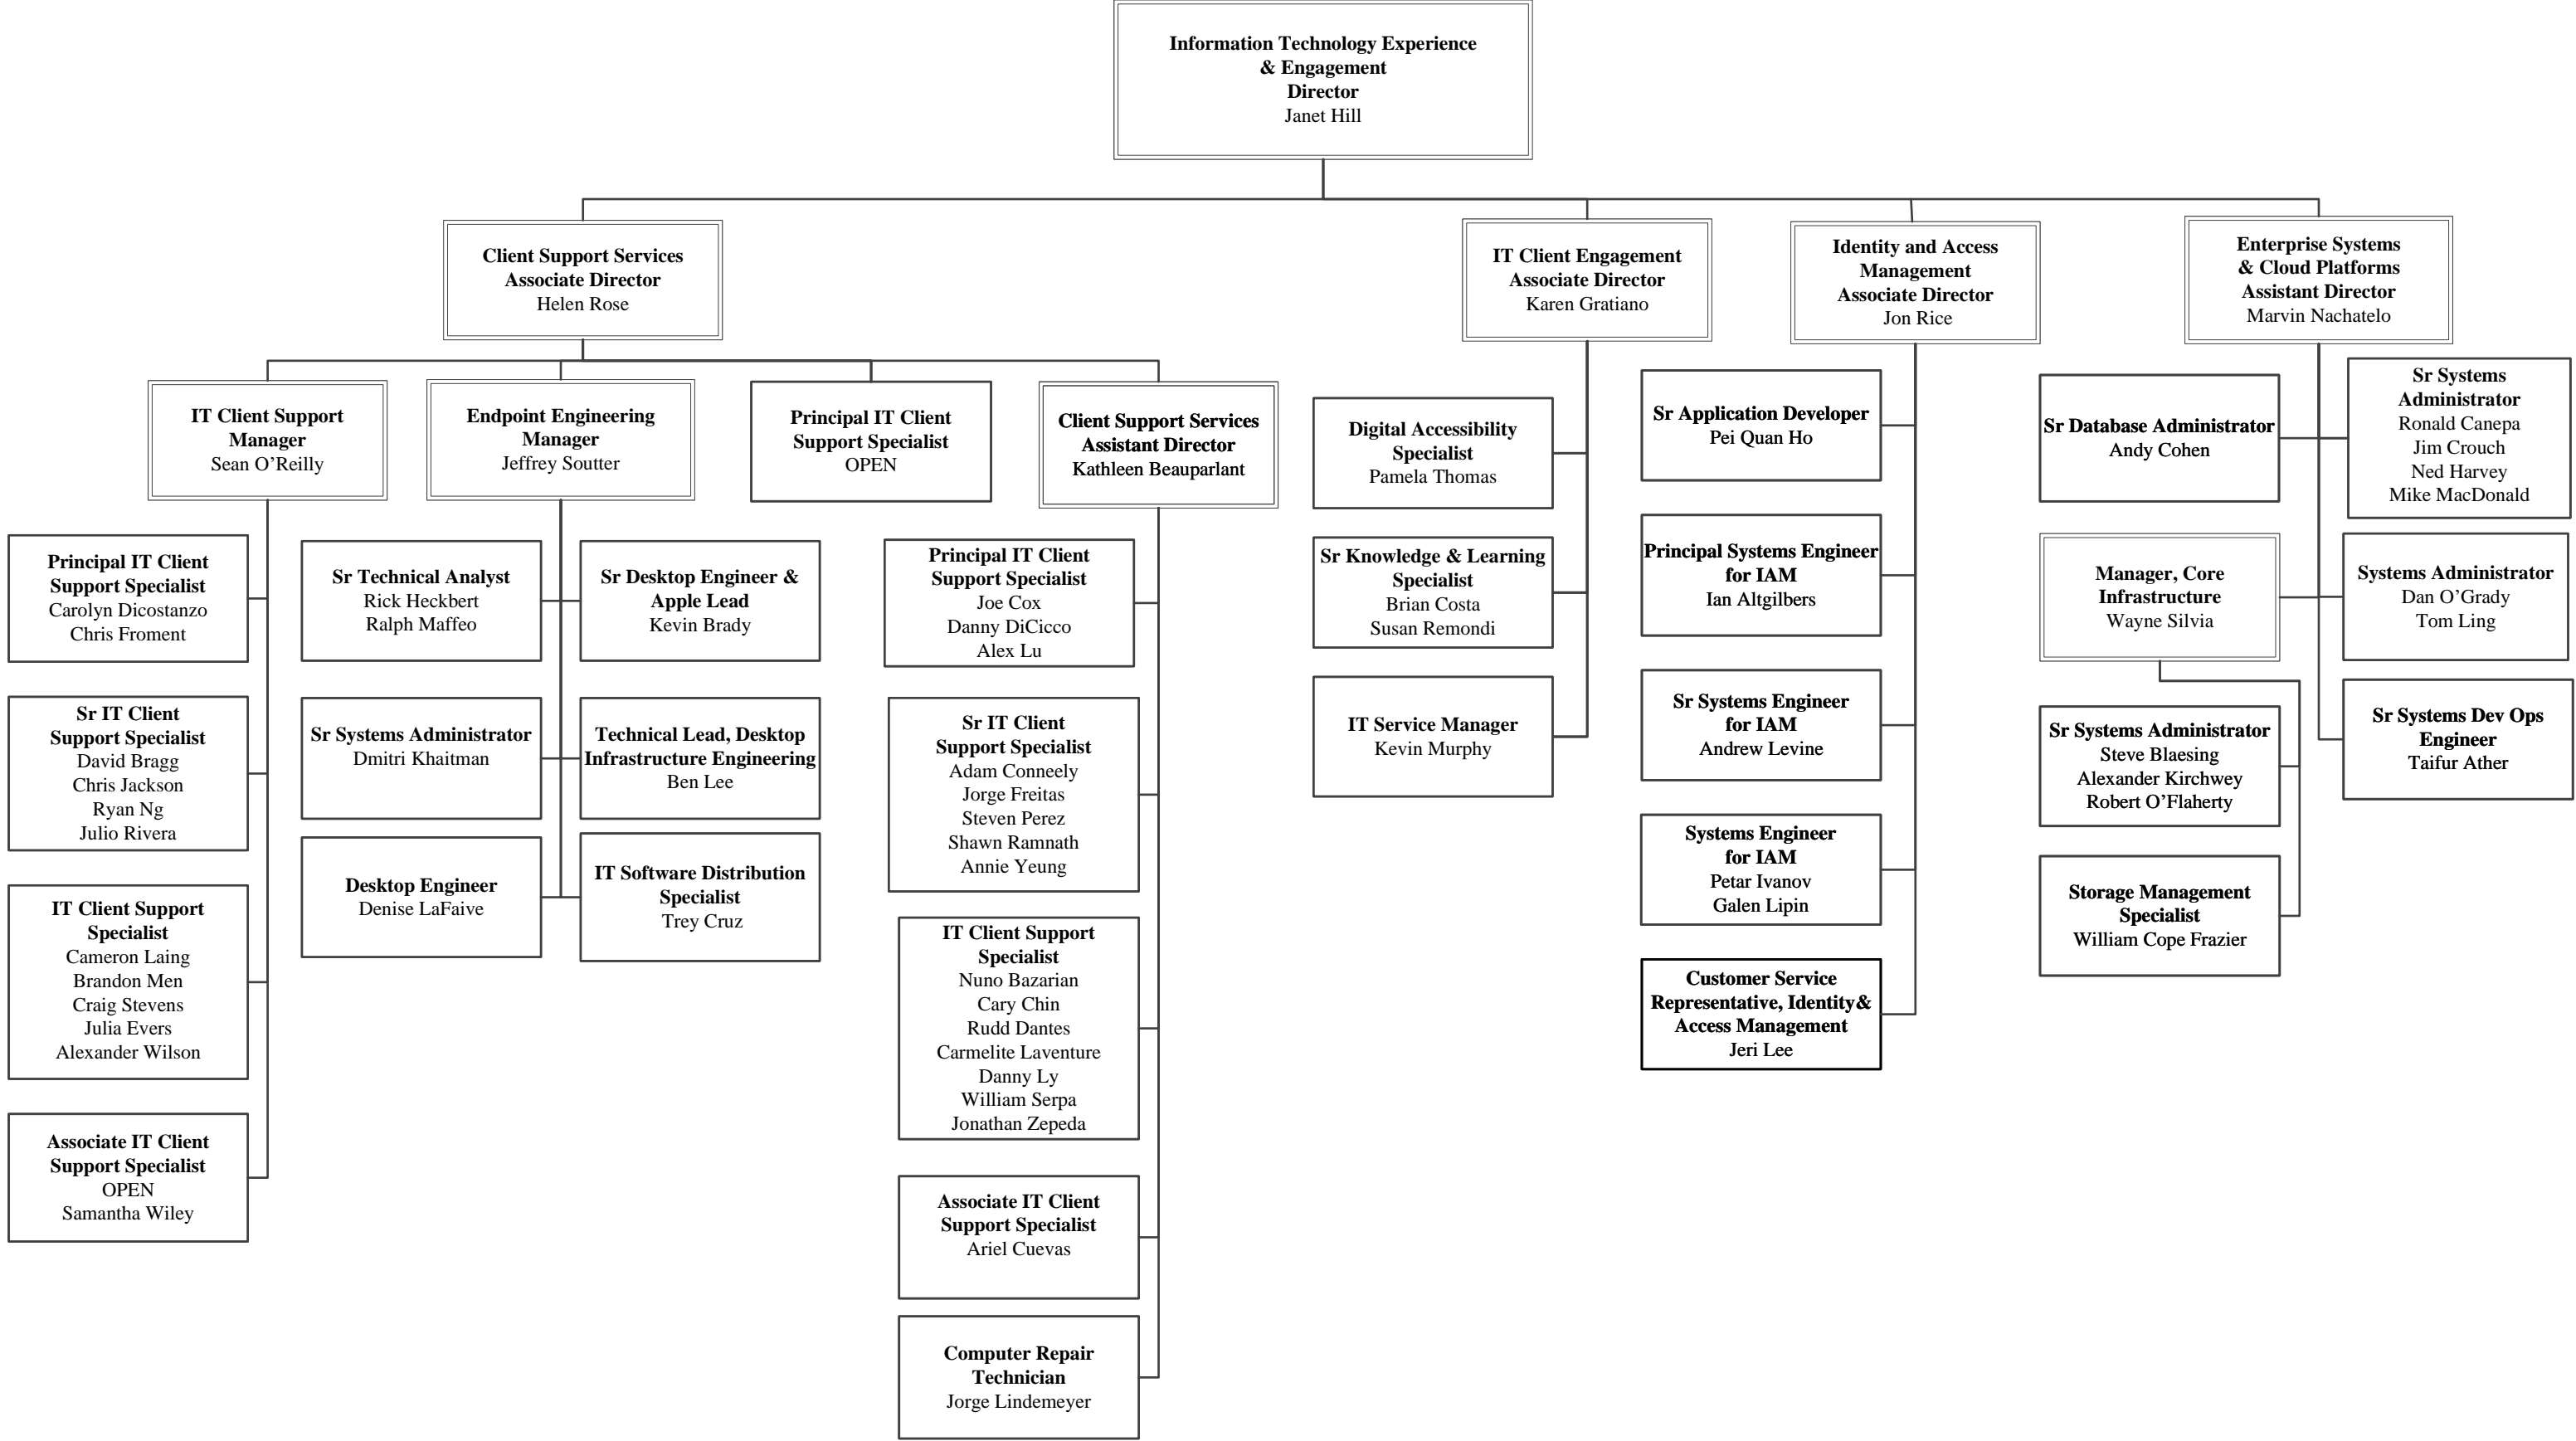 Information Technology Experience
& Engagement
Director
Janet Hill
Client Support Services
Associate Director
Helen Rose
IT Client Engagement
Associate Director
Karen Gratiano
Identity and Access
Management
Associate Director
Jon Rice
Enterprise Systems
& Cloud Platforms
Assistant Director
Marvin Nachatelo
IT Client Support
Manager
Sean O’Reilly
Endpoint Engineering
Manager
Jeffrey Soutter
Principal IT Client
Support Specialist
OPEN
Client Support Services
Assistant Director
Kathleen Beauparlant
Principal IT Client
Support Specialist
Carolyn Dicostanzo
Chris Froment
Sr IT Client
Support Specialist
David Bragg
Chris Jackson
Ryan Ng
Julio Rivera
IT Client Support
Specialist
Cameron Laing
Brandon Men
Craig Stevens
Julia Evers
Alexander Wilson
Associate IT Client
Support Specialist
OPEN
Samantha Wiley
Sr Technical Analyst
Rick Heckbert
Ralph Maffeo
Sr Desktop Engineer &
Apple Lead
Kevin Brady
Sr Systems Administrator
Dmitri Khaitman
Technical Lead, Desktop
Infrastructure Engineering
Ben Lee
Desktop Engineer
Denise LaFaive
IT Software Distribution
Specialist
Trey Cruz
Principal IT Client
Support Specialist
Joe Cox
Danny DiCicco
Alex Lu
Sr IT Client
Support Specialist
Adam Conneely
Jorge Freitas
Steven Perez
Shawn Ramnath
Annie Yeung
IT Client Support
Specialist
Nuno Bazarian
Cary Chin
Rudd Dantes
Carmelite Laventure
Danny Ly
William Serpa
Jonathan Zepeda
Associate IT Client
Support Specialist
Ariel Cuevas
Computer Repair
Technician
Jorge Lindemeyer
Digital Accessibility
Specialist
Pamela Thomas
Sr Knowledge & Learning
Specialist
Brian Costa
Susan Remondi
IT Service Manager
Kevin Murphy
Sr Application Developer
Pei Quan Ho
Principal Systems Engineer
for IAM
Ian Altgilbers
Sr Systems Engineer
for IAM
Andrew Levine
Systems Engineer
for IAM
Petar Ivanov
Galen Lipin
Customer Service
Representative, Identity&
Access Management
Jeri Lee
Sr Database Administrator
Andy Cohen
Sr Systems
Administrator
Ronald Canepa
Jim Crouch
Ned Harvey
Mike MacDonald
Manager, Core
Infrastructure
Wayne Silvia
Systems Administrator
Dan O’Grady
Tom Ling
Sr Systems Administrator
Steve Blaesing
Alexander Kirchwey
Robert O’Flaherty
Sr Systems Dev Ops
Engineer
Taifur Ather
Storage Management
Specialist
William Cope Frazier